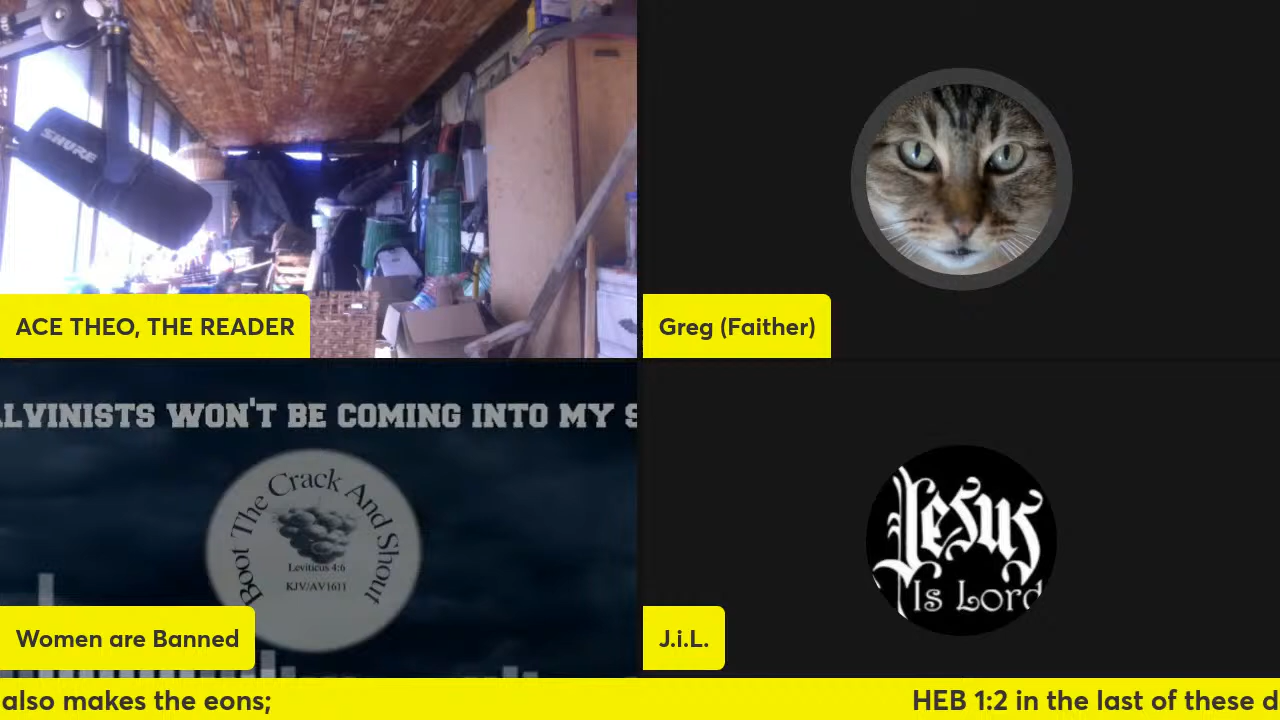 SHURE
ACE THEO, THE READER
Greg (Faither)
ALVINISTS WON'T BE COMING INTO MY S
Boot The Crack And Shout
Leviticus 4:6
KJV/AV1611
Women are Banned
Jesus
Is Lord
J.i.L.
also makes the eons;
HEB 1:2 in the last of these d